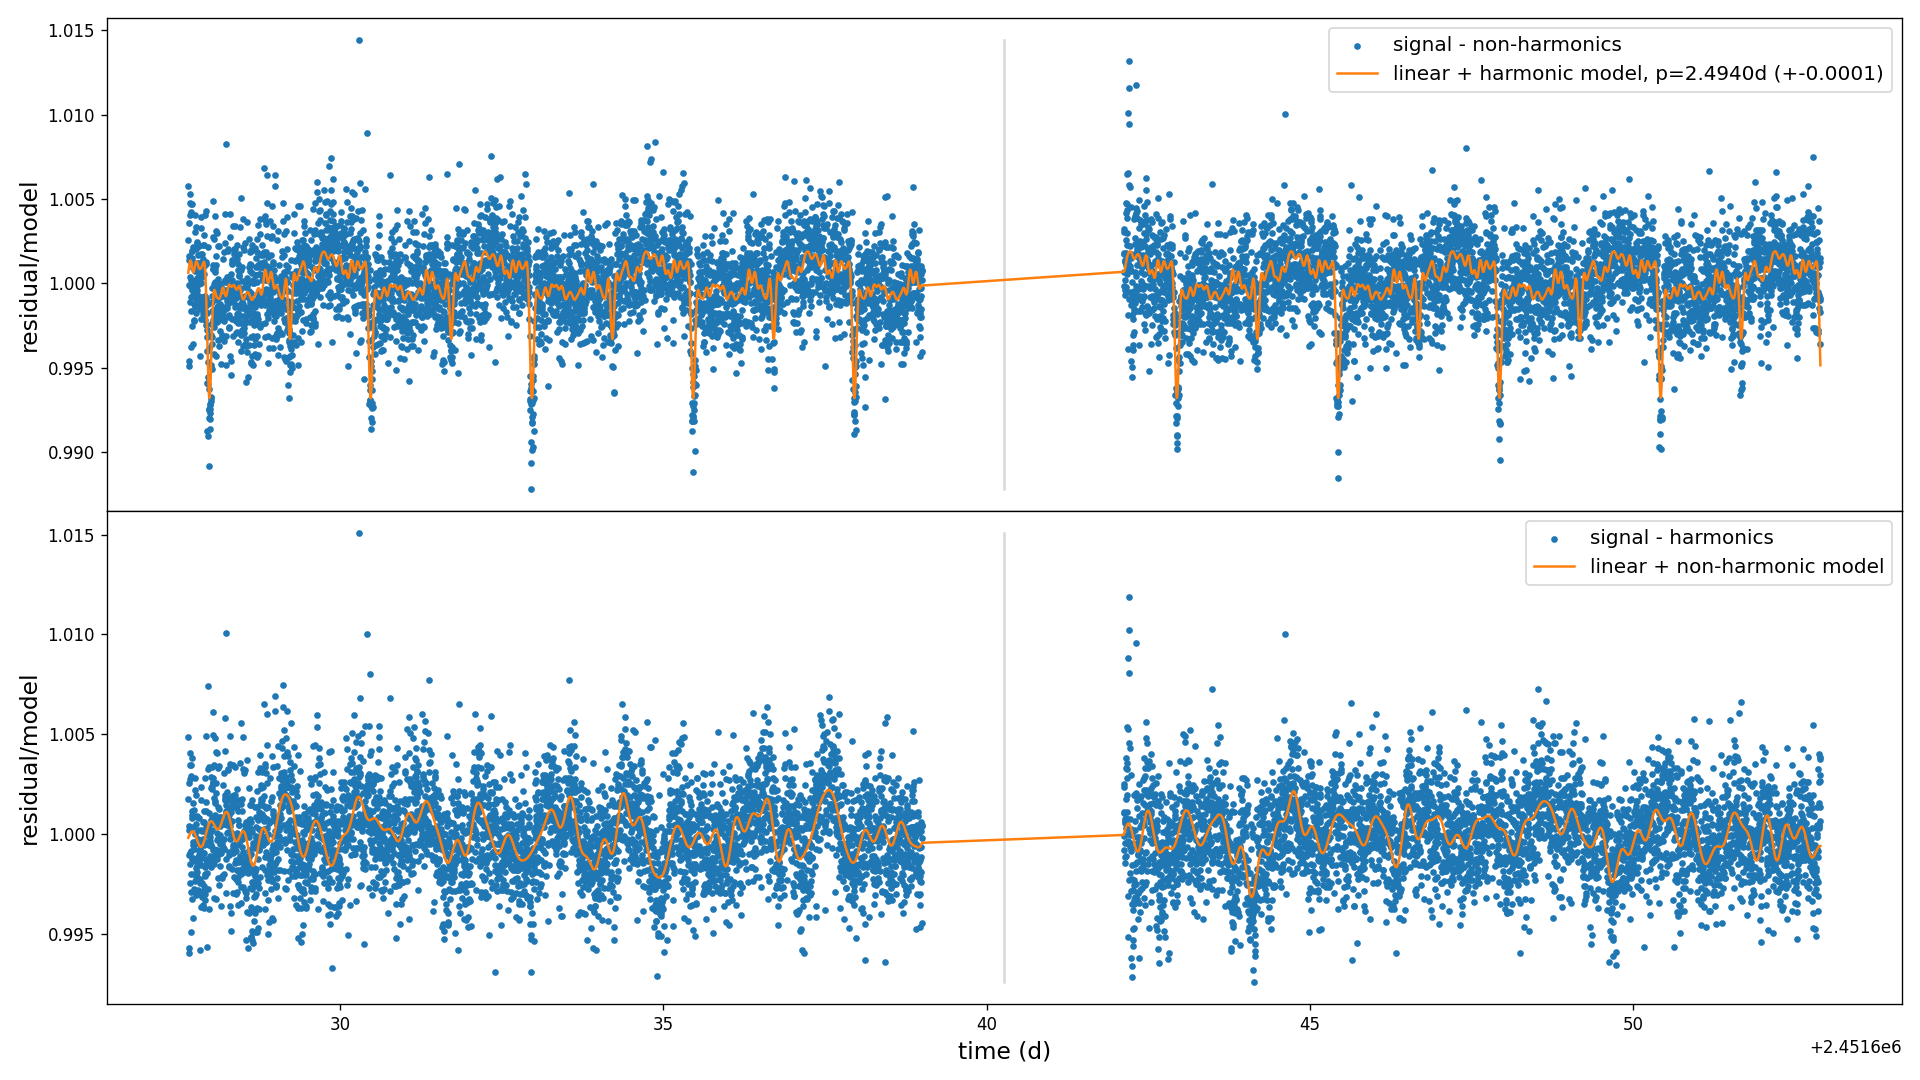 1.015
1.010
1.005
1.000
0.995
0.990
residual/model
signal - non-harmonics
linear + harmonic model, p=2.4940d (+-0.0001)
1.015
1.010
1.005
1.000
0.995
residual/model
signal - harmonics
linear + non-harmonic model
30
35
40
45
50
time (d)
+2.4516e6